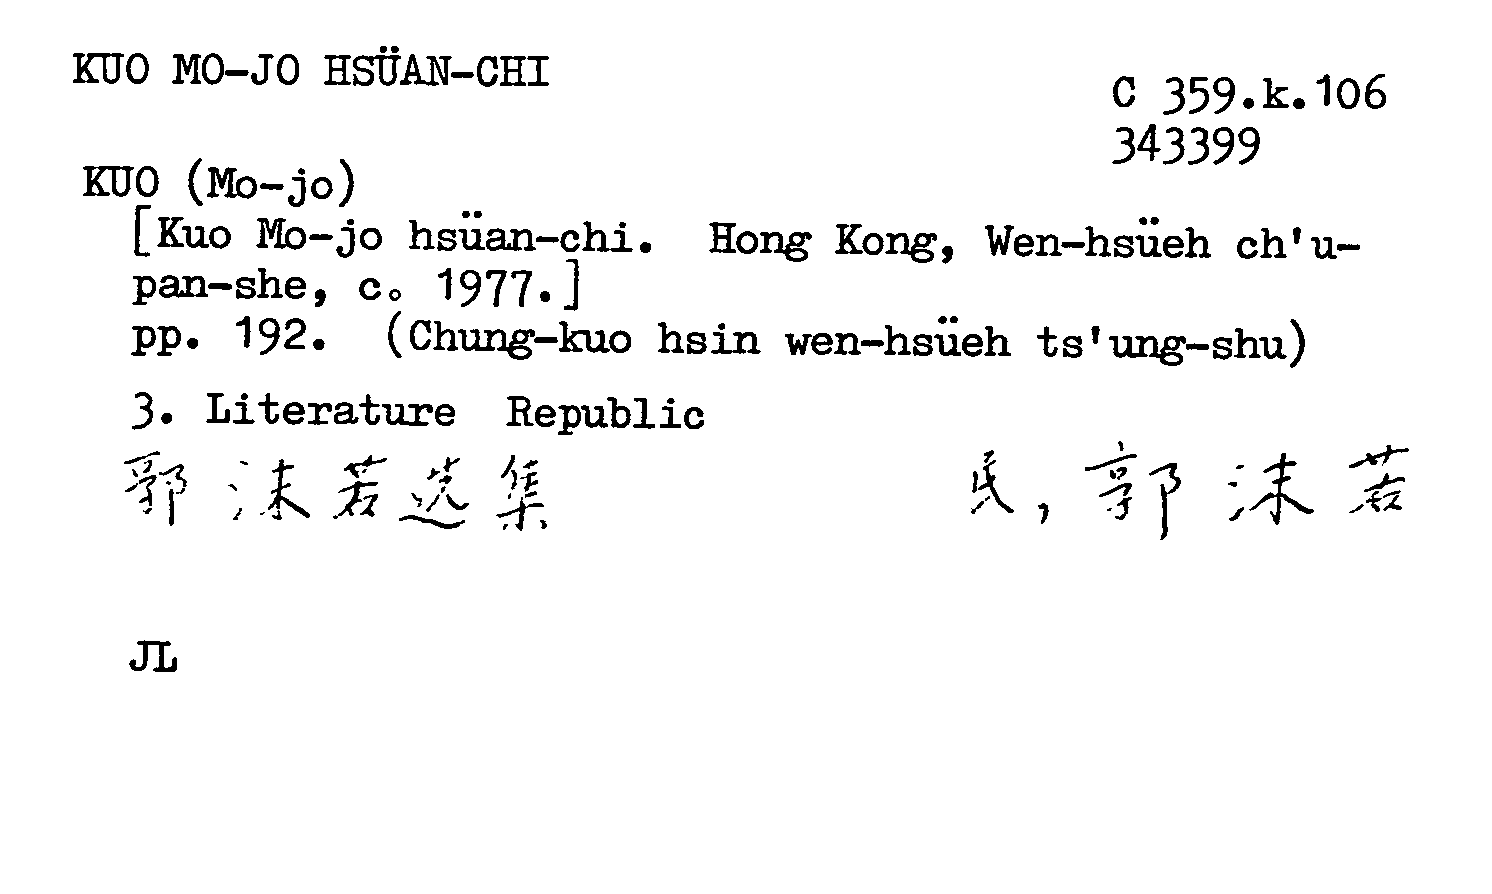 KUO MO-JO HSÜAN-CHI
C 359.k.106
343399
KUO (Mo-jo)
[Kuo Mo-jo hsüan-chi. Hong Kong, Wen-hsüeh ch'u-
pan-she, c. 1977.]
pp. 192. (Chung-kuo hsin wen-hsüeh ts'ung-shu)
3. Literature Republic
郭沫若选集 民,郭沫若
JL